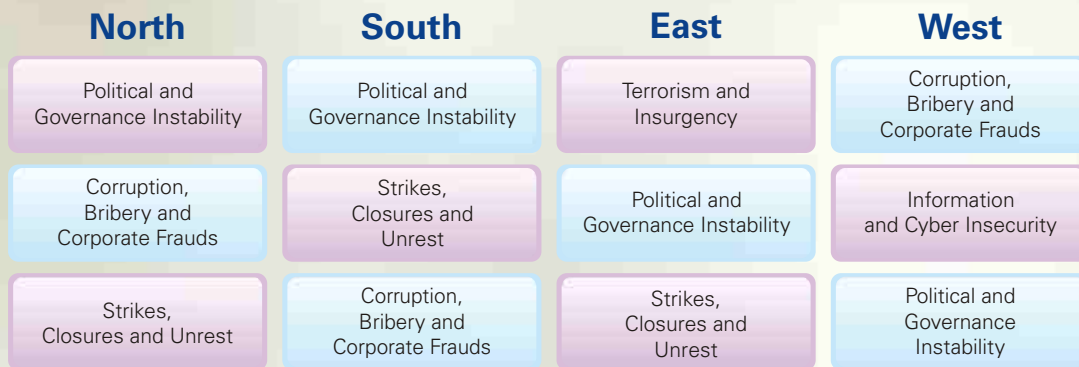 North
South
East
West
Political and
Governance Instability
Political and
Governance Instability
Terrorism and
Insurgency
Corruption,
Bribery and
Corporate Frauds
Corruption,
Bribery and
Corporate Frauds
Strikes,
Closures and
Unrest
Political and
Governance Instability
Information
and Cyber Insecurity
Strikes,
Closures and Unrest
Corruption,
Bribery and
Corporate Frauds
Strikes,
Closures and
Unrest
Political and
Governance
Instability